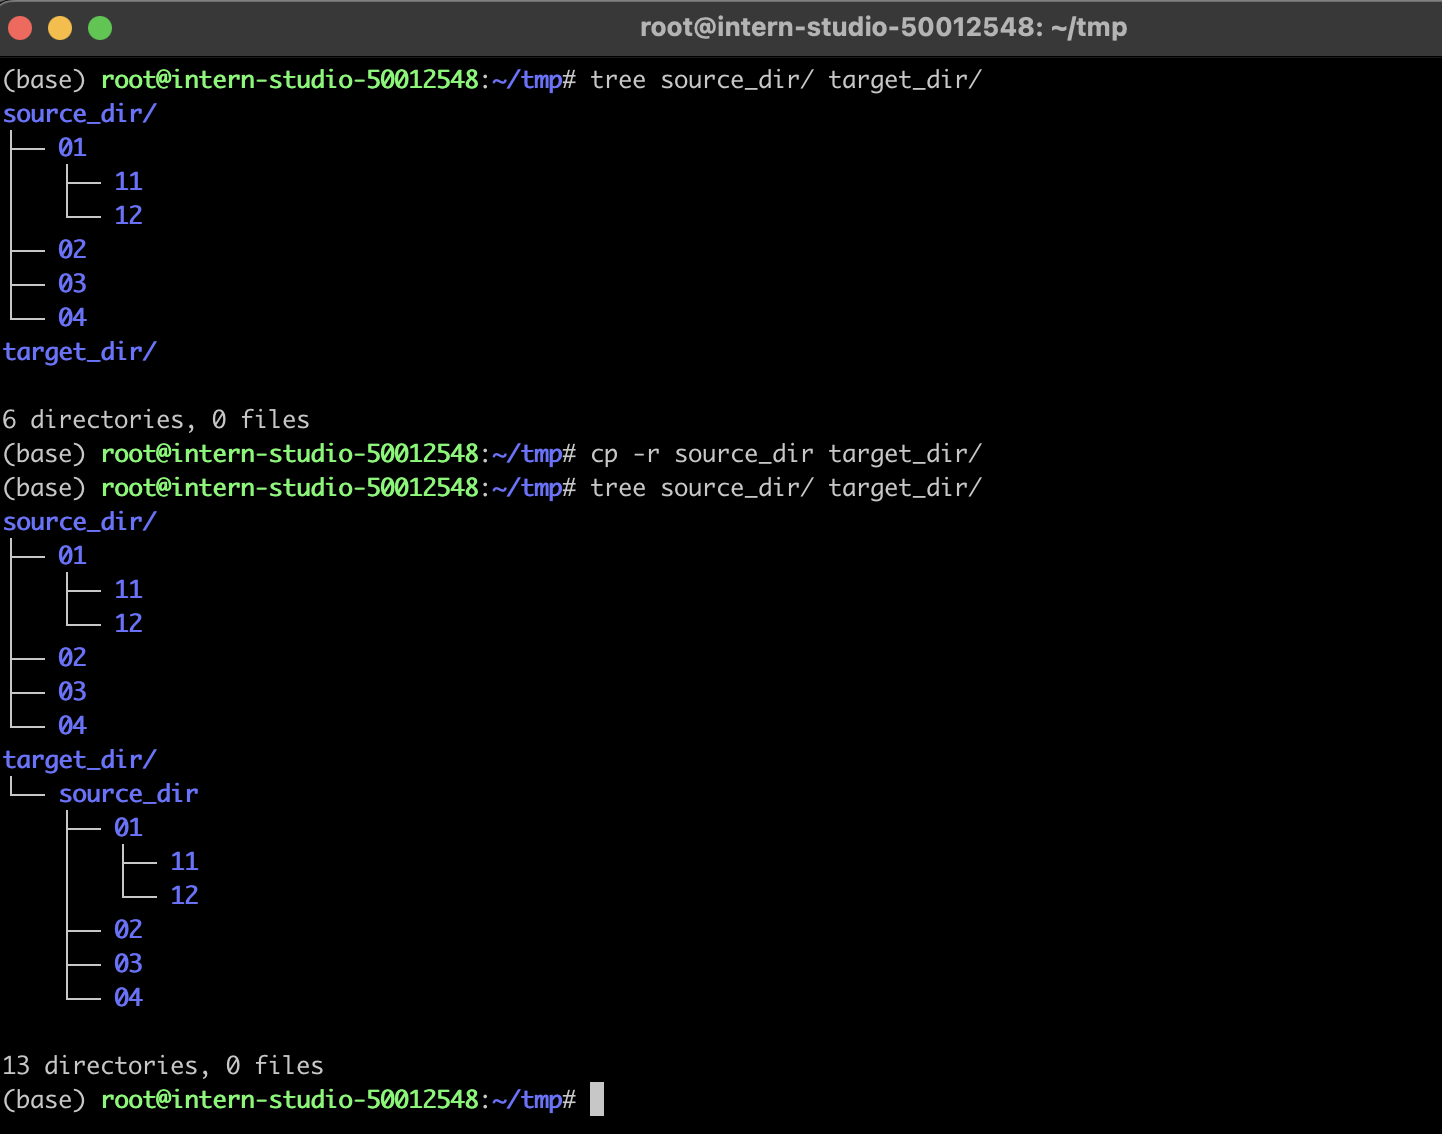 root@intern-studio-50012548: ~/tmp
(base) root@intern-studio-50012548:~/tmp# tree source_dir/ target_dir/
source_dir/
├── 01
│   ├── 11
│   └── 12
├── 02
├── 03
└── 04
target_dir/
6 directories, 0 files
(base) root@intern-studio-50012548:~/tmp# cp -r source_dir target_dir/
(base) root@intern-studio-50012548:~/tmp# tree source_dir/ target_dir/
source_dir/
├── 01
│   ├── 11
│   └── 12
├── 02
├── 03
└── 04
target_dir/
└── source_dir
    ├── 01
    │   ├── 11
    │   └── 12
    ├── 02
    ├── 03
    └── 04
13 directories, 0 files
(base) root@intern-studio-50012548:~/tmp#